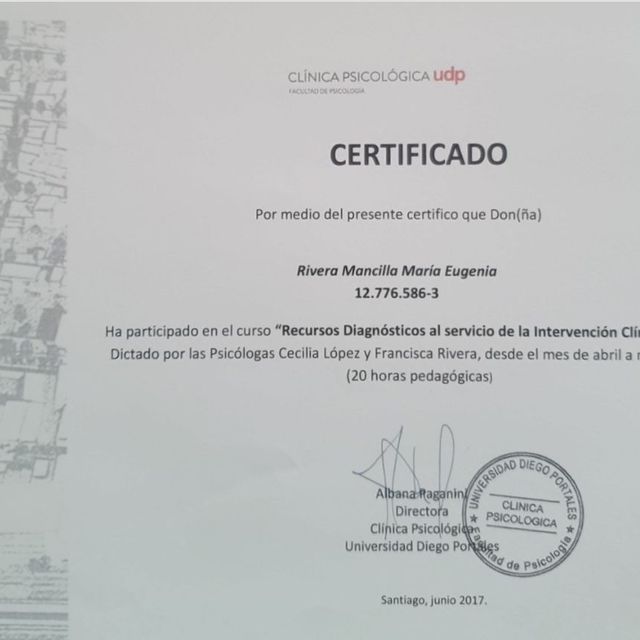 CLÍNICA PSICOLÓGICA udp
FACULTAD DE PSICOLOGÍA
CERTIFICADO
Por medio del presente certifico que Don(ña)
Rivera Mancilla María Eugenia
12.776.586-3
Ha participado en el curso “Recursos Diagnósticos al servicio de la Intervención Clí
Dictado por las Psicólogas Cecilia López y Francisca Rivera, desde el mes de abril a
(20 horas pedagógicas)
Albana Paganini
Directora
Clínica Psicológica
Universidad Diego Portales
UNIVERSIDAD DIEGO PORTALES
CLINICA
PSICOLOGICA
Facultad de Psicología
Santiago, junio 2017.